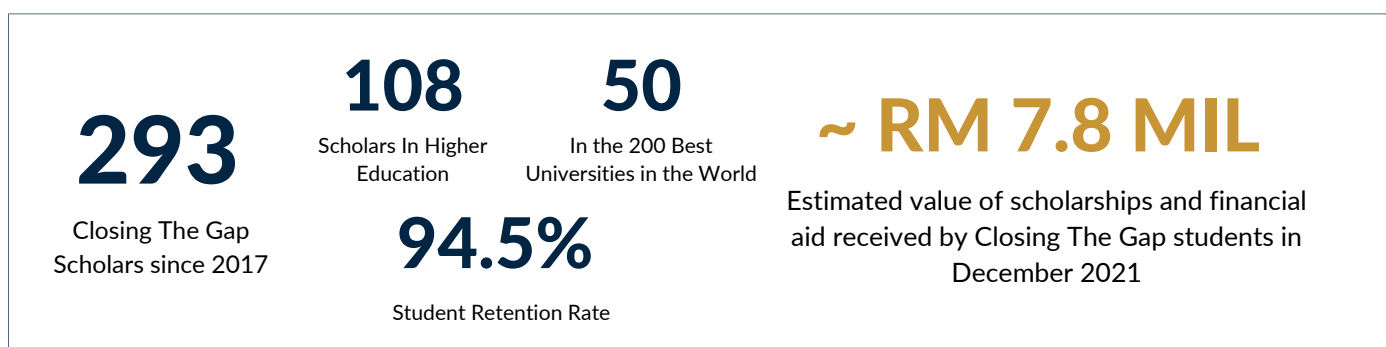 293
Closing The Gap
Scholars since 2017
108
Scholars In Higher
Education
50
In the 200 Best
Universities in the World
94.5%
Student Retention Rate
~ RM 7.8 MIL
Estimated value of scholarships and financial
aid received by Closing The Gap students in
December 2021